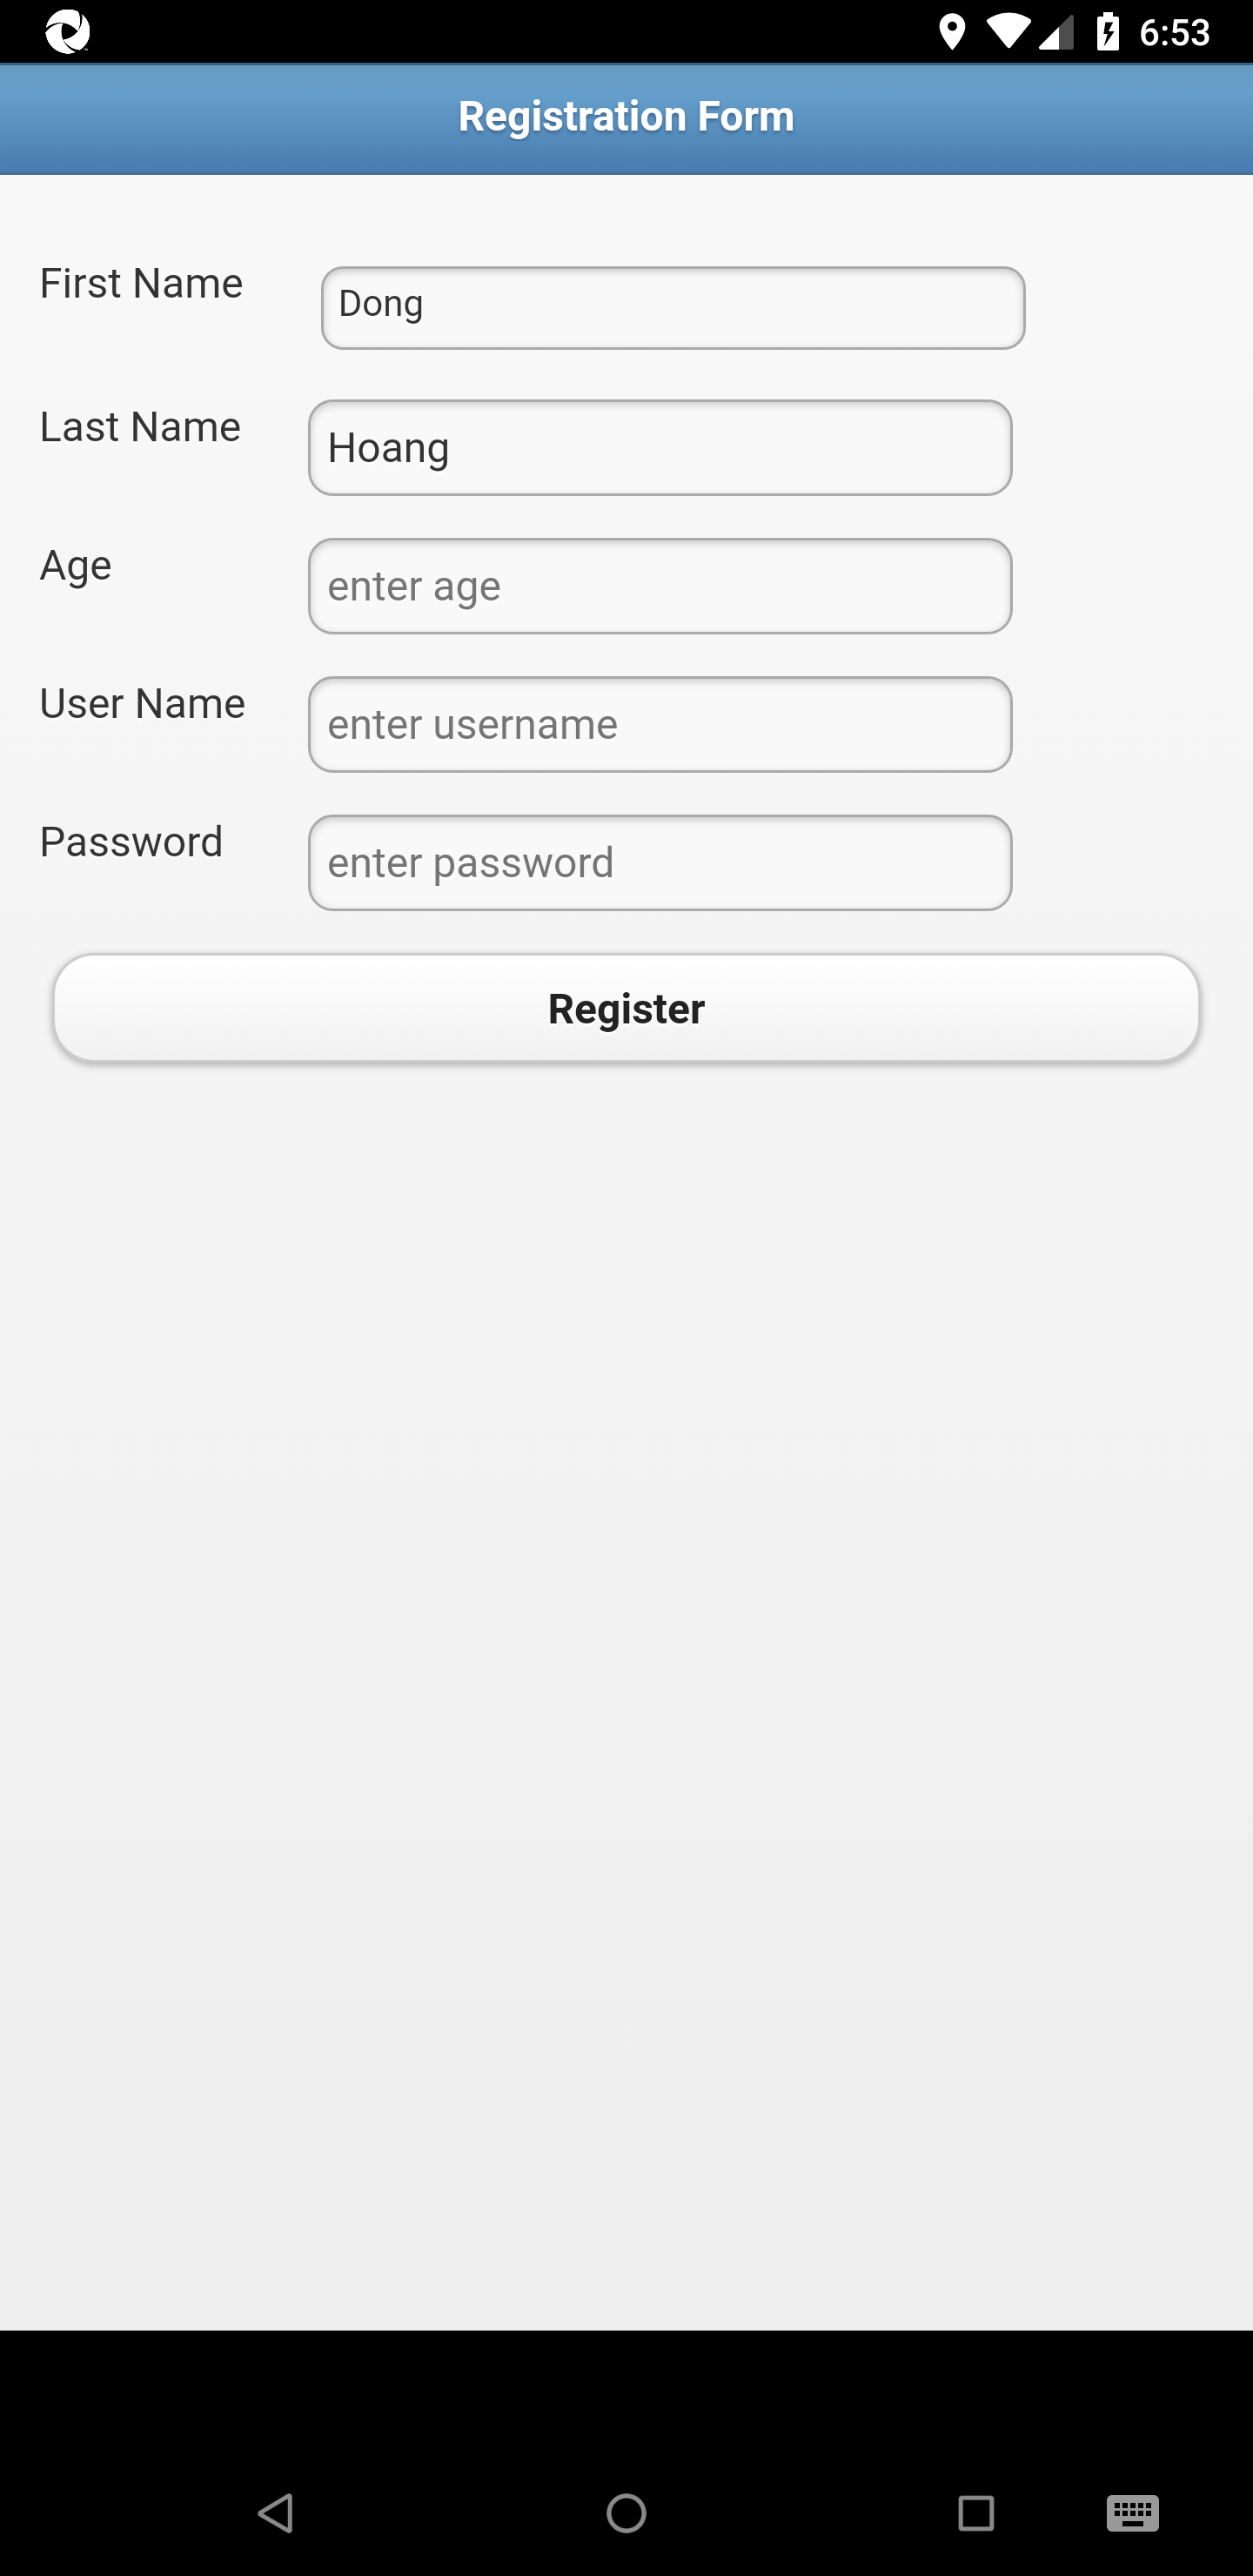 6:53
Registration Form
First Name
Dong
Last Name
Hoang
Age
enter age
User Name
enter username
Password
enter password
Register